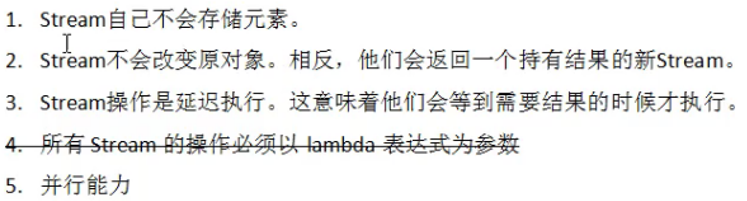 1. Stream自己不会存储元素。
2. Stream不会改变原对象。相反，他们会返回一个持有结果的新Stream。
3. Stream操作是延迟执行。这意味着他们会等到需要结果的时候才执行。
4. 所有 Stream 的操作必须以 lambda 表达式为参数
5. 并行能力